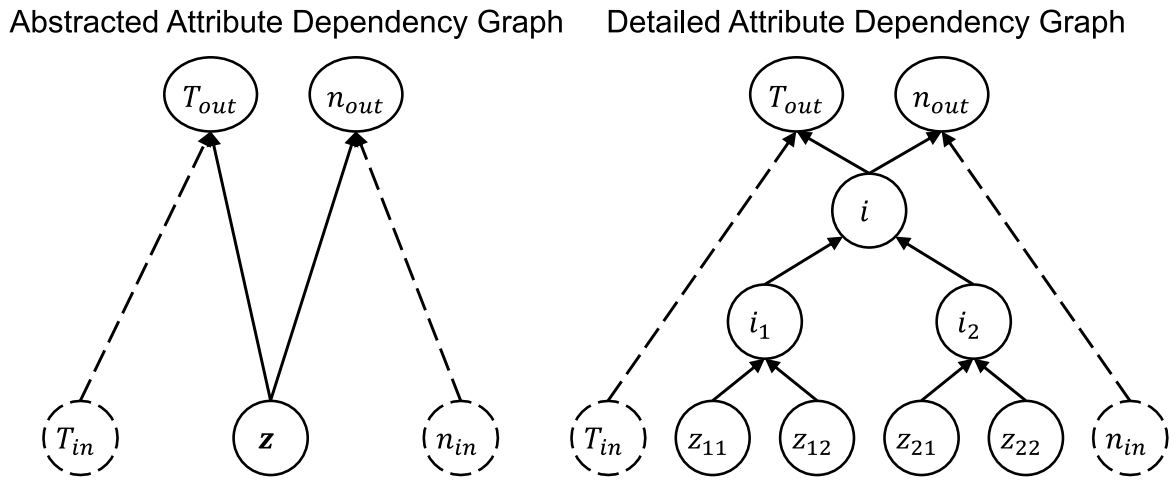 Abstracted Attribute Dependency Graph
T_out n_out
T_in z n_in
Detailed Attribute Dependency Graph
T_out n_out
i
i_1 i_2
T_in z_11 z_12 z_21 z_22 n_in